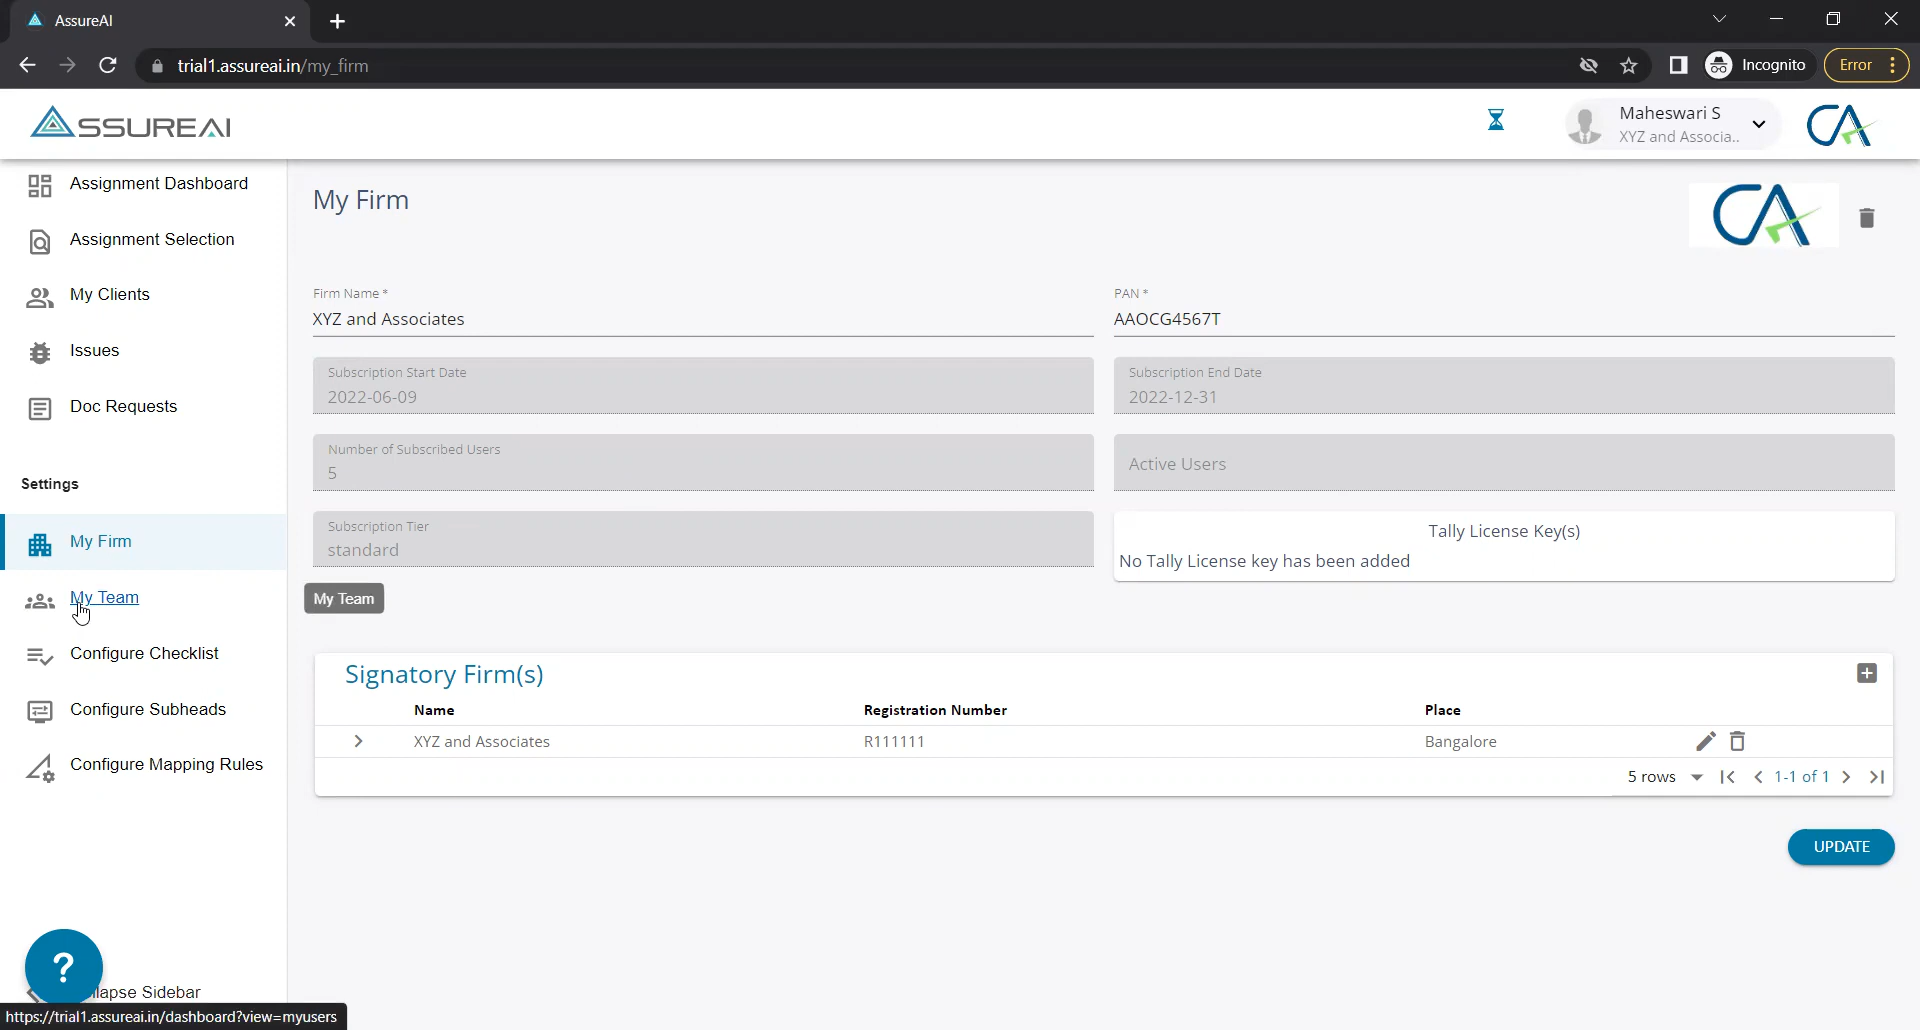 AssureAI
trial1.assureai.in/my_firm
Incognito
Error
ASSUREAI
Maheswari S
XYZ and Associa..
CA
Assignment Dashboard
Assignment Selection
My Clients
Issues
Doc Requests
Settings
My Firm
My Team
Configure Checklist
Configure Subheads
Configure Mapping Rules
?
lapse Sidebar
https://trial1.assureai.in/dashboard?view=myusers
My Firm
CA
Firm Name *
XYZ and Associates
PAN *
AAOCG4567T
Subscription Start Date
2022-06-09
Subscription End Date
2022-12-31
Number of Subscribed Users
5
Active Users
Subscription Tier
standard
Tally License Key(s)
No Tally License key has been added
My Team
Signatory Firm(s)
Name Registration Number Place
XYZ and Associates R111111 Bangalore
5 rows 1-1 of 1
UPDATE